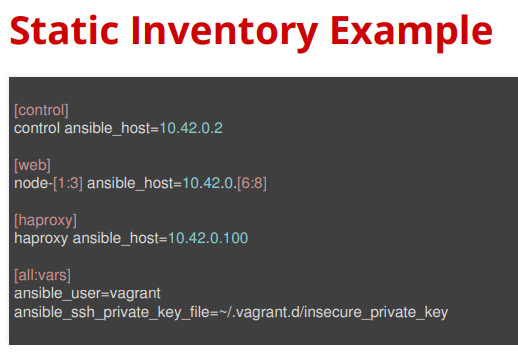 Static Inventory Example
[control]
control ansible_host=10.42.0.2
[web]
node-[1:3] ansible_host=10.42.0.[6:8]
[haproxy]
haproxy ansible_host=10.42.0.100
[all:vars]
ansible_user=vagrant
ansible_ssh_private_key_file=~/.vagrant.d/insecure_private_key